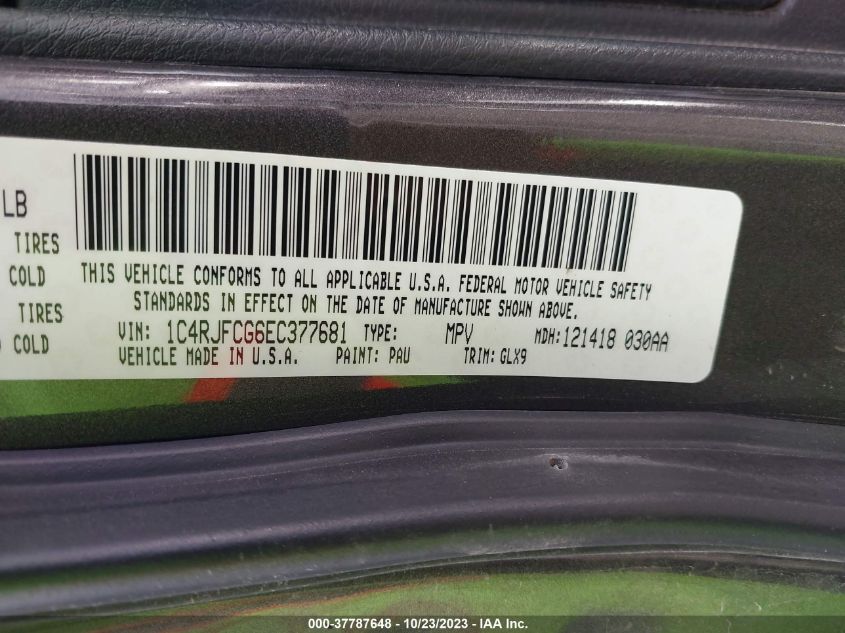 LB
TIRES
COLD
TIRES
COLD
THIS VEHICLE CONFORMS TO ALL APPLICABLE U.S.A. FEDERAL MOTOR VEHICLE SAFETY
STANDARDS IN EFFECT ON THE DATE OF MANUFACTURE SHOWN ABOVE.
VIN: 1C4RJFCG6EC377681 TYPE: MPV MDH:121418 030AA
VEHICLE MADE IN U.S.A. PAINT: PAU TRIM: GLX9
000-37787648 - 10/23/2023 - IAA Inc.